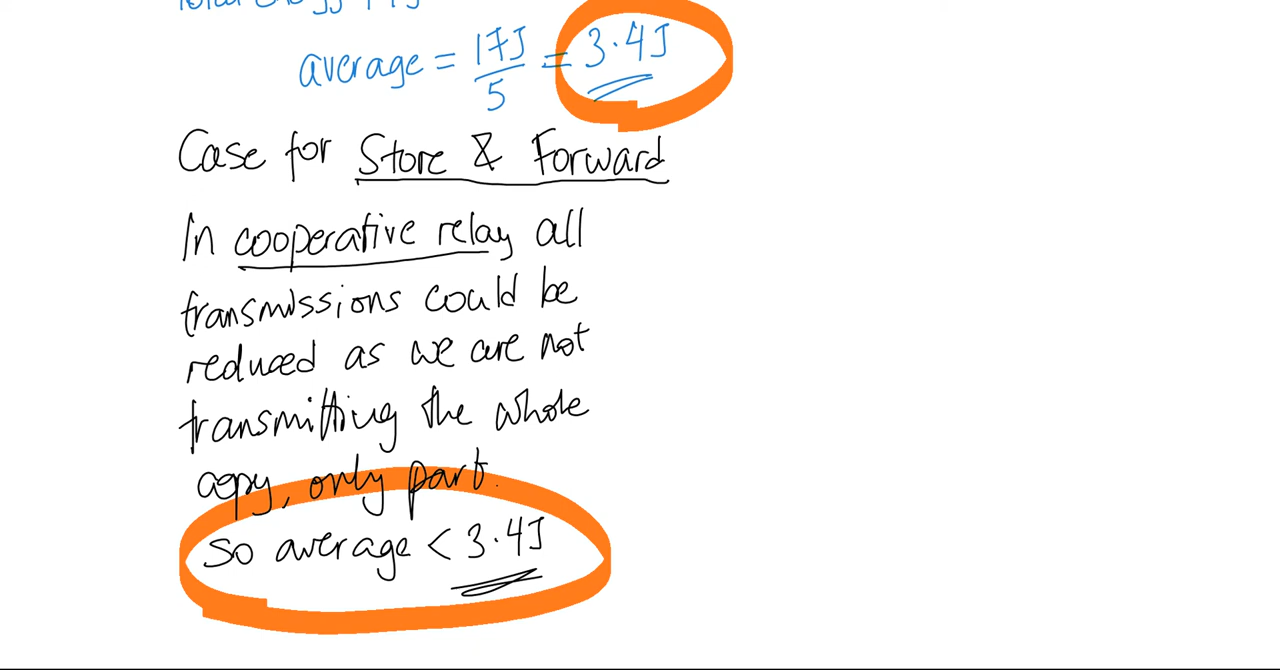 average = 17J/5 = 3.4J
Case for Store & Forward
In cooperative relay all
transmissions could be
reduced as we are not
transmitting the whole
copy, only part.
so average < 3.4J